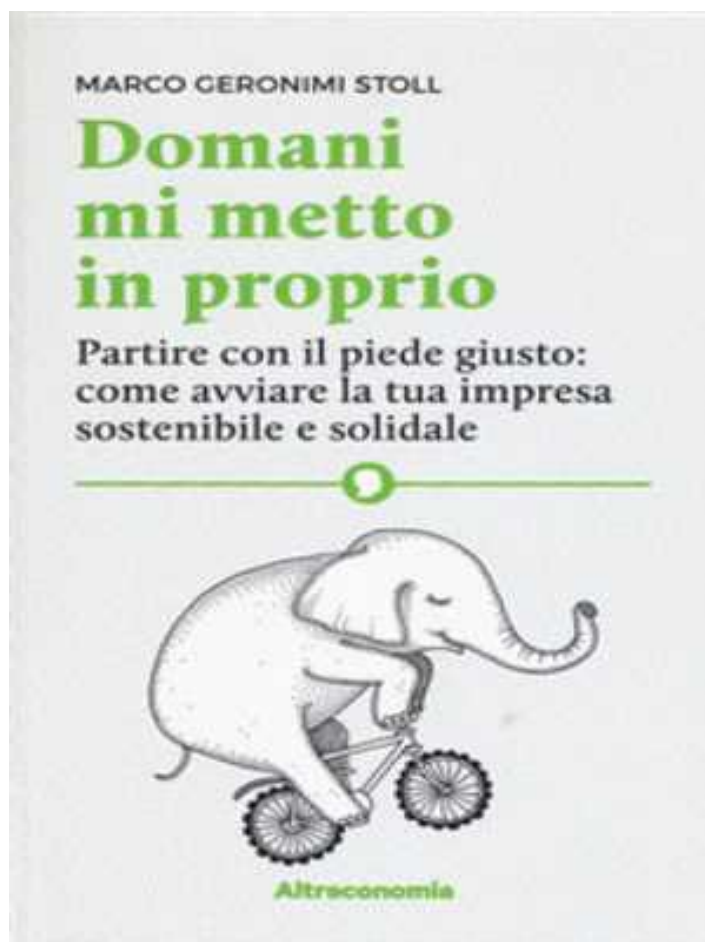 MARCO GERONIMI STOLL
Domani
mi metto
in proprio
Partire con il piede giusto:
come avviare la tua impresa
sostenibile e solidale
Altreconomia